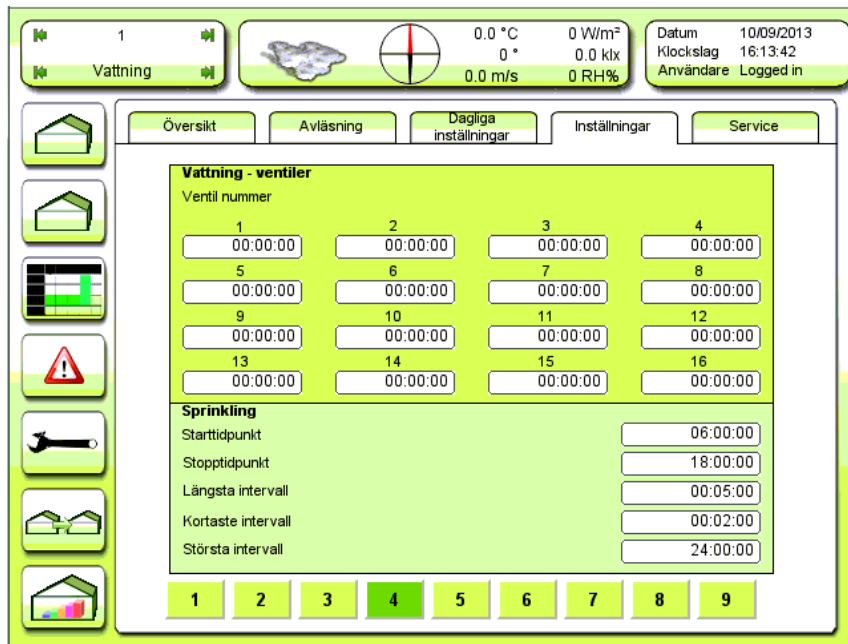 1
Vattning
0.0 °C 0 W/m²
0 ° 0.0 klx
0.0 m/s 0 RH%
Datum 10/09/2013
Klockslag 16:13:42
Användare Logged in
Översikt
Avläsning
Dagliga
inställningar
Inställningar
Service
Vattning - ventiler
Ventil nummer
1 2 3 4
00:00:00 00:00:00 00:00:00 00:00:00
5 6 7 8
00:00:00 00:00:00 00:00:00 00:00:00
9 10 11 12
00:00:00 00:00:00 00:00:00 00:00:00
13 14 15 16
00:00:00 00:00:00 00:00:00 00:00:00
Sprinkling
Starttidpunkt 06:00:00
Stopptidpunkt 18:00:00
Längsta intervall 00:05:00
Kortaste intervall 00:02:00
Största intervall 24:00:00
1 2 3 4 5 6 7 8 9